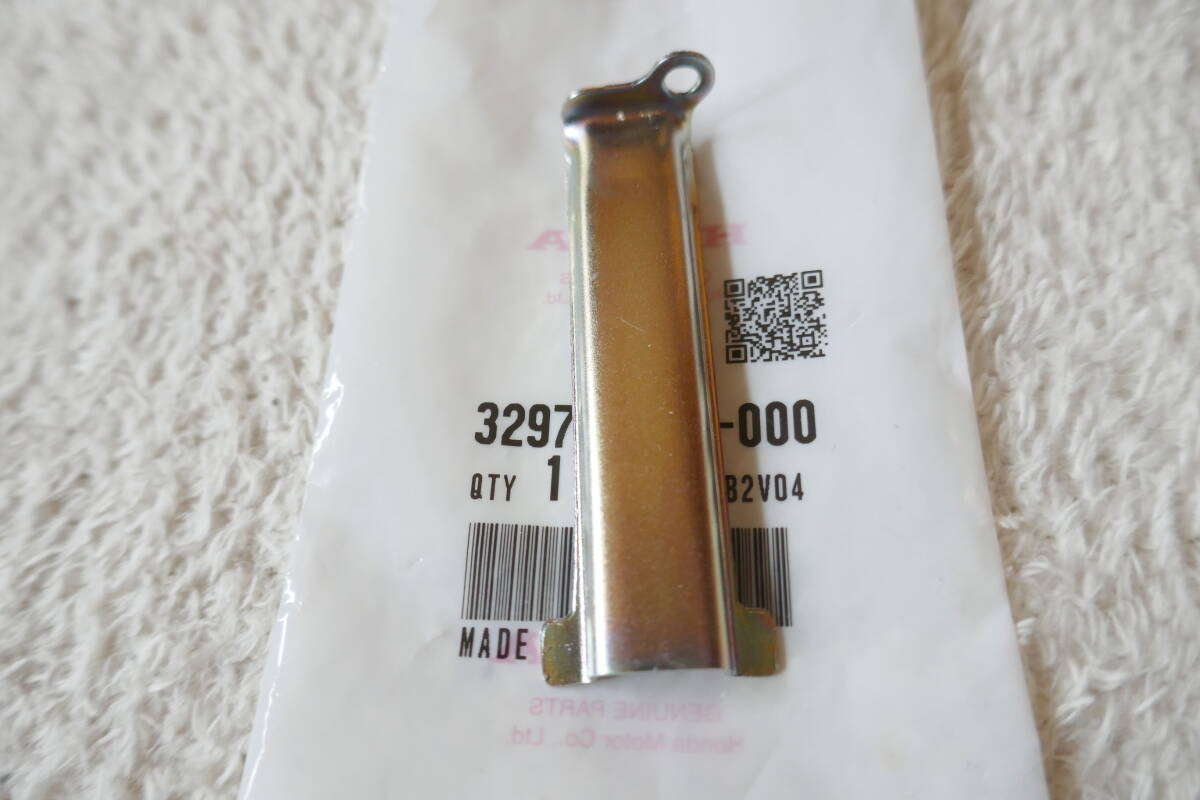 3297 -000
QTY 1 B2V04
MADE
GENUINE PARTS
Honda Motor Co., Ltd.